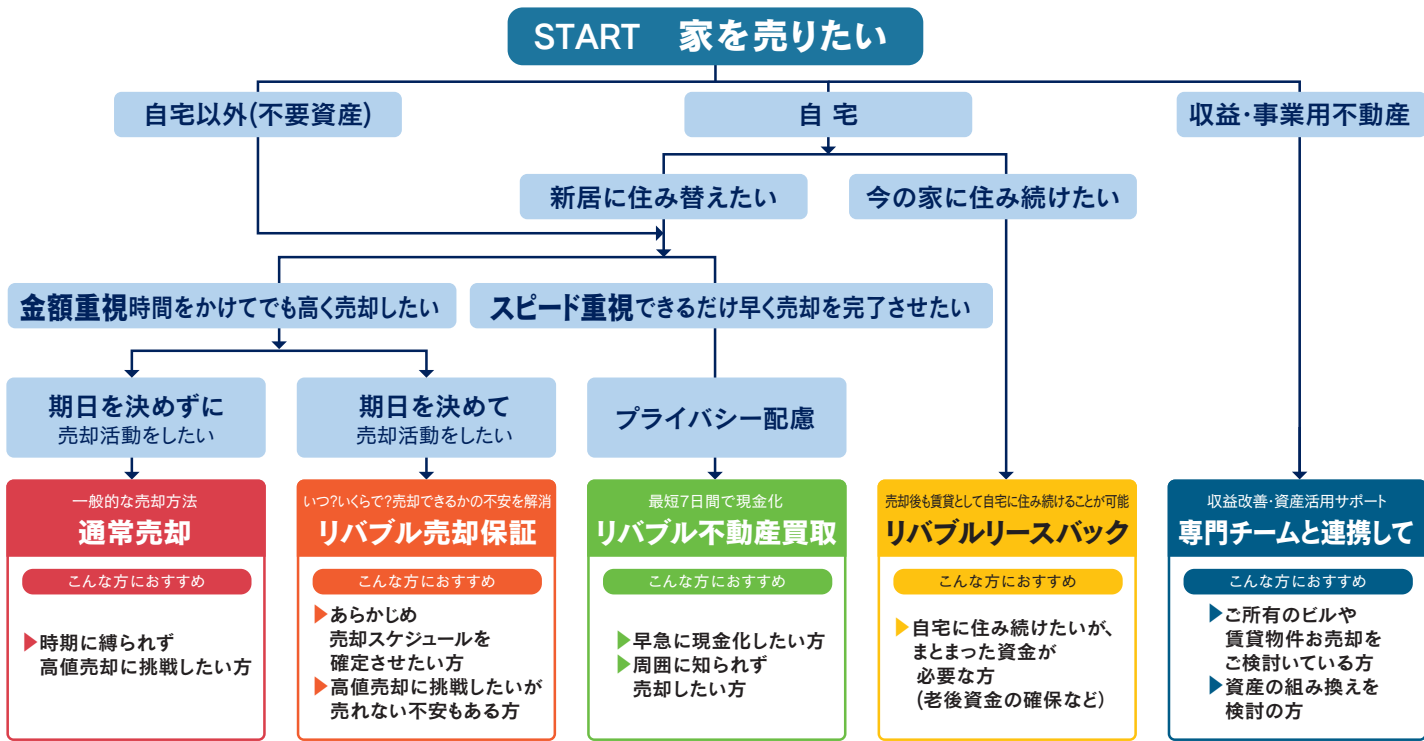 START 家を売りたい
自宅以外(不要資産)
自 宅
収益・事業用不動産
新居に住み替えたい
今の家に住み続けたい
金額重視時間をかけてでも高く売却したい
スピード重視できるだけ早く売却を完了させたい
期日を決めずに
売却活動をしたい
期日を決めて
売却活動をしたい
プライバシー配慮
一般的な売却方法
通常売却
こんな方におすすめ
▶時期に縛られず
高値売却に挑戦したい方
いつ?いくらで?売却できるかの不安を解消
リバブル売却保証
こんな方におすすめ
▶あらかじめ
売却スケジュールを
確定させたい方
▶高値売却に挑戦したいが
売れない不安もある方
最短7日間で現金化
リバブル不動産買取
こんな方におすすめ
▶早急に現金化したい方
▶周囲に知られず
売却したい方
売却後も賃貸として自宅に住み続けることが可能
リバブルリースバック
こんな方におすすめ
▶自宅に住み続けたいが、
まとまった資金が
必要な方
(老後資金の確保など)
収益改善・資産活用サポート
専門チームと連携して
こんな方におすすめ
▶ご所有のビルや
賃貸物件お売却を
ご検討いている方
▶資産の組み換えを
検討の方